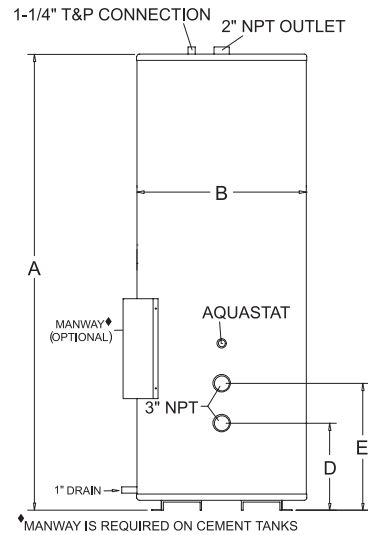 1-1/4" T&P CONNECTION
2" NPT OUTLET
B
A
AQUASTAT
MANWAY♦
(OPTIONAL)
3" NPT
E
D
1" DRAIN
♦MANWAY IS REQUIRED ON CEMENT TANKS